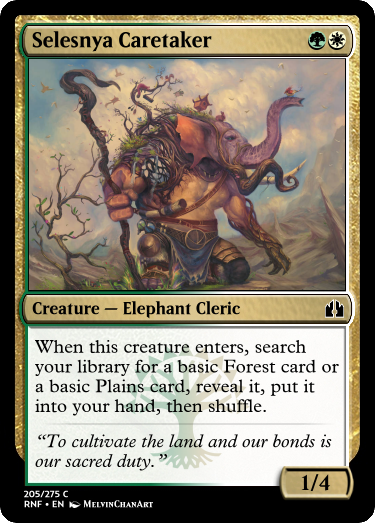 Selesnya Caretaker
Creature — Elephant Cleric
When this creature enters, search
your library for a basic Forest card or
a basic Plains card, reveal it, put it
into your hand, then shuffle.
“To cultivate the land and our bonds is
our sacred duty.”
1/4
205/275 C
RNF • EN MelvinChanArt